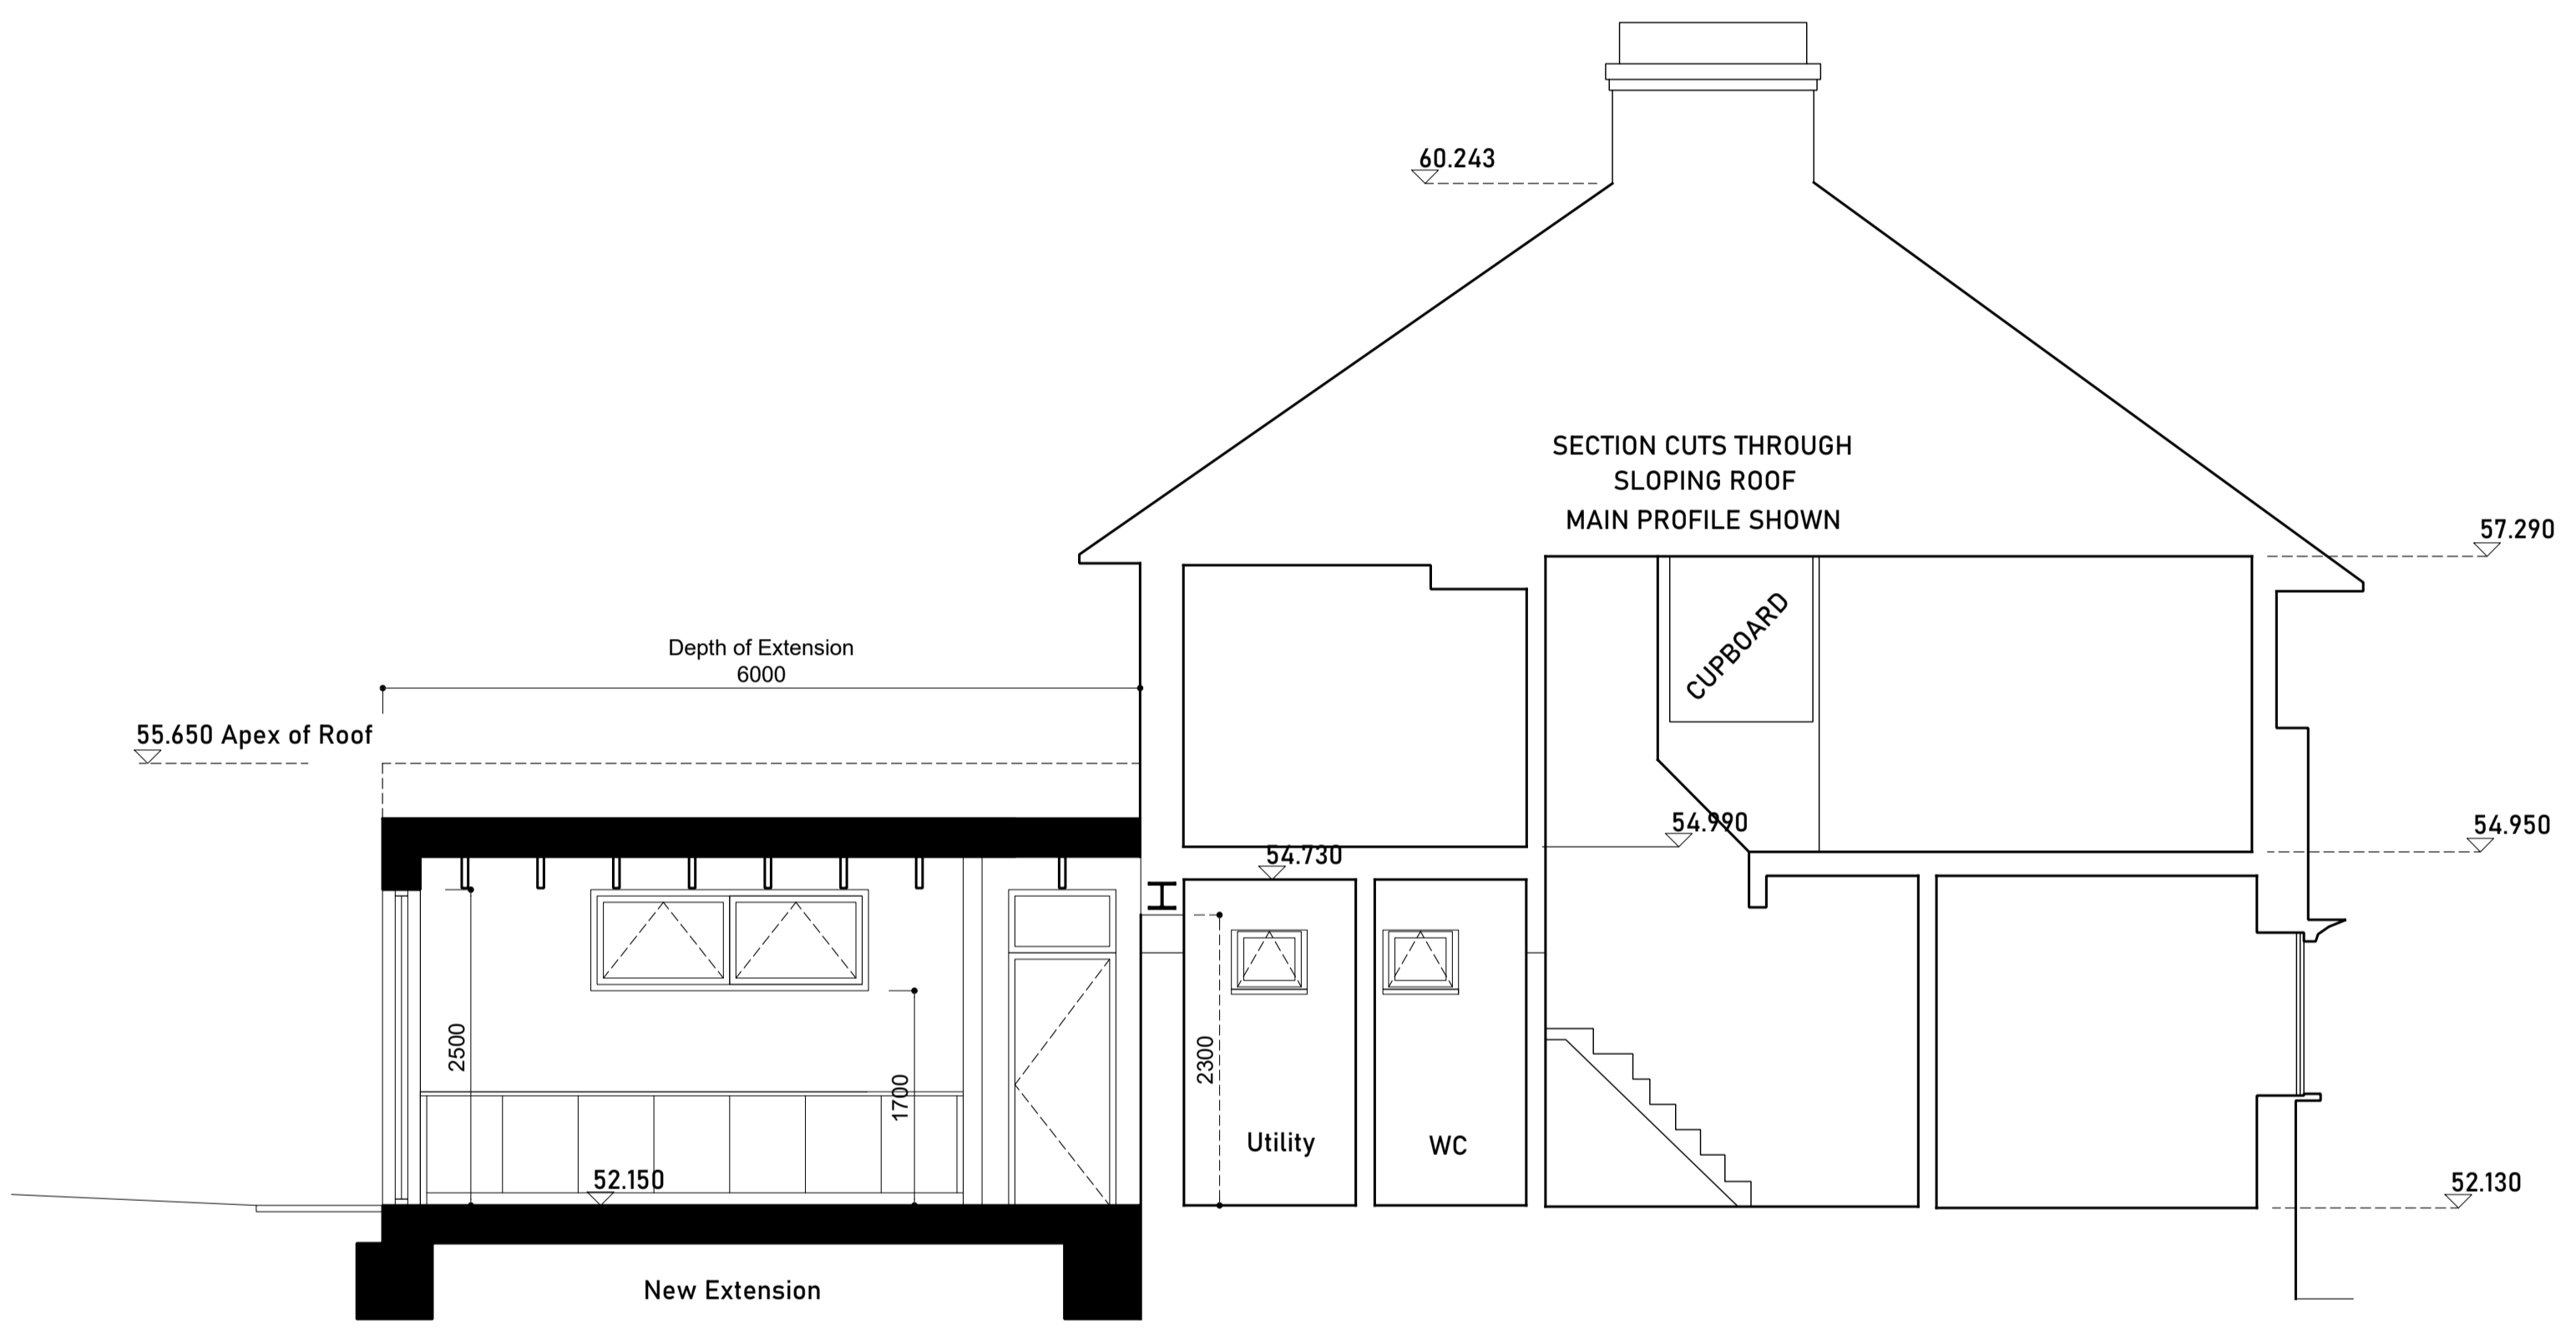 60.243
SECTION CUTS THROUGH
SLOPING ROOF
MAIN PROFILE SHOWN
57.290
CUPBOARD
Depth of Extension
6000
55.650 Apex of Roof
54.990
54.950
54.730
2500
1700
2300
Utility
WC
52.150
52.130
New Extension